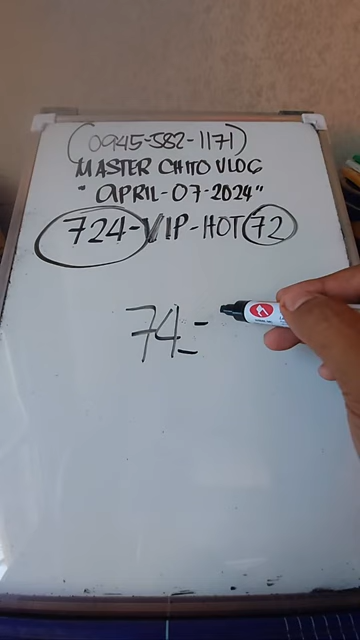 (0945-582-1171)
MASTER CHITO VLOG
"APRIL-07-2024"
724-VIP-HOT 72
74=